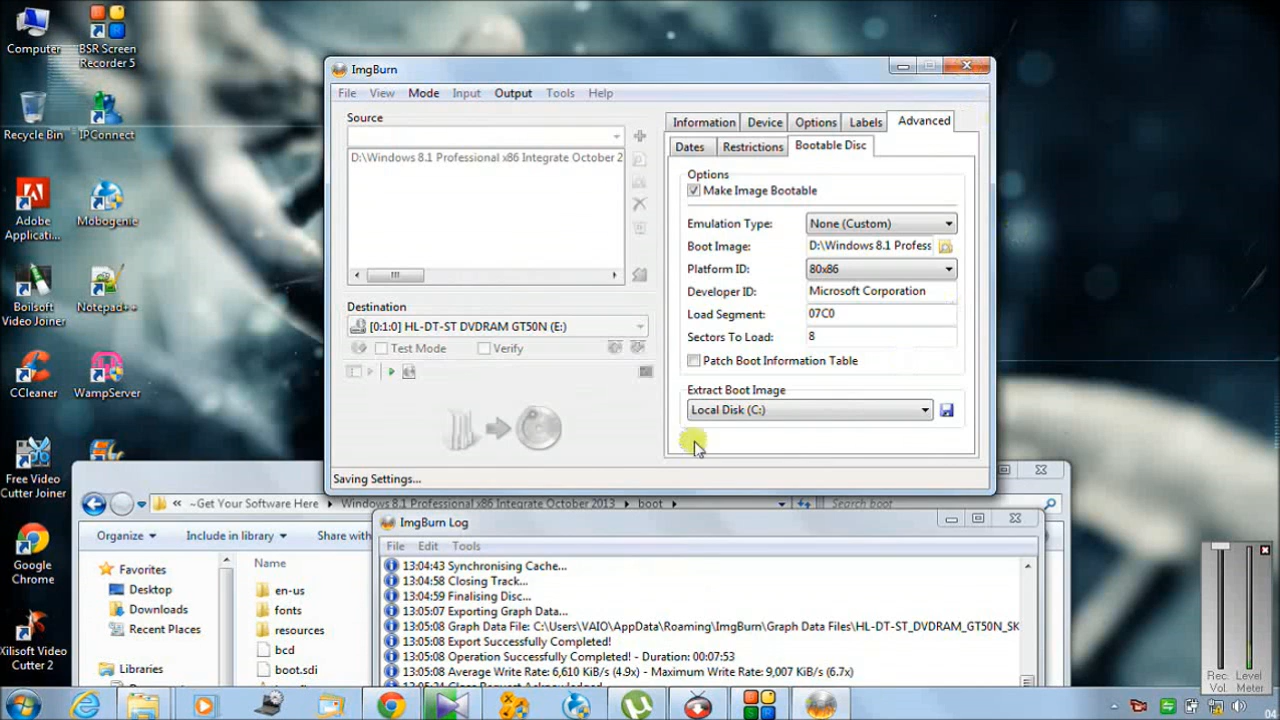 Computer
BSR Screen
Recorder 5
Recycle Bin
IPConnect
Adobe
Applicati...
Mobogenie
Boilsoft
Video Joiner
Notepad++
CCleaner
WampServer
Free Video
Cutter Joiner
Google
Chrome
Xilisoft Video
Cutter 2
ImgBurn
File View Mode Input Output Tools Help
Source
D:\Windows 8.1 Professional x86 Integrate October 2
Destination
[0:1:0] HL-DT-ST DVDRAM GT50N (E:)
Test Mode Verify
Saving Settings...
Information Device Options Labels Advanced
Dates Restrictions Bootable Disc
Options
Make Image Bootable
Emulation Type: None (Custom)
Boot Image: D:\Windows 8.1 Profess
Platform ID: 80x86
Developer ID: Microsoft Corporation
Load Segment: 07C0
Sectors To Load: 8
Patch Boot Information Table
Extract Boot Image
Local Disk (C:)
« ~Get Your Software Here Windows 8.1 Professional x86 Integrate October 2013 boot Search boot
Organize Include in library Share with
Favorites
Desktop
Downloads
Recent Places
Libraries
Name
en-us
fonts
resources
bcd
boot.sdi
ImgBurn Log
File Edit Tools
13:04:43 Synchronising Cache...
13:04:58 Closing Track...
13:04:59 Finalising Disc...
13:05:07 Exporting Graph Data...
13:05:08 Graph Data File: C:\Users\VAIO\AppData\Roaming\ImgBurn\Graph Data Files\HL-DT-ST_DVDRAM_GT50N_SK
13:05:08 Export Successfully Completed!
13:05:08 Operation Successfully Completed! - Duration: 00:07:53
13:05:08 Average Write Rate: 6,610 KiB/s (4.9x) - Maximum Write Rate: 9,007 KiB/s (6.7x)
Rec. Level
Vol. Meter
04